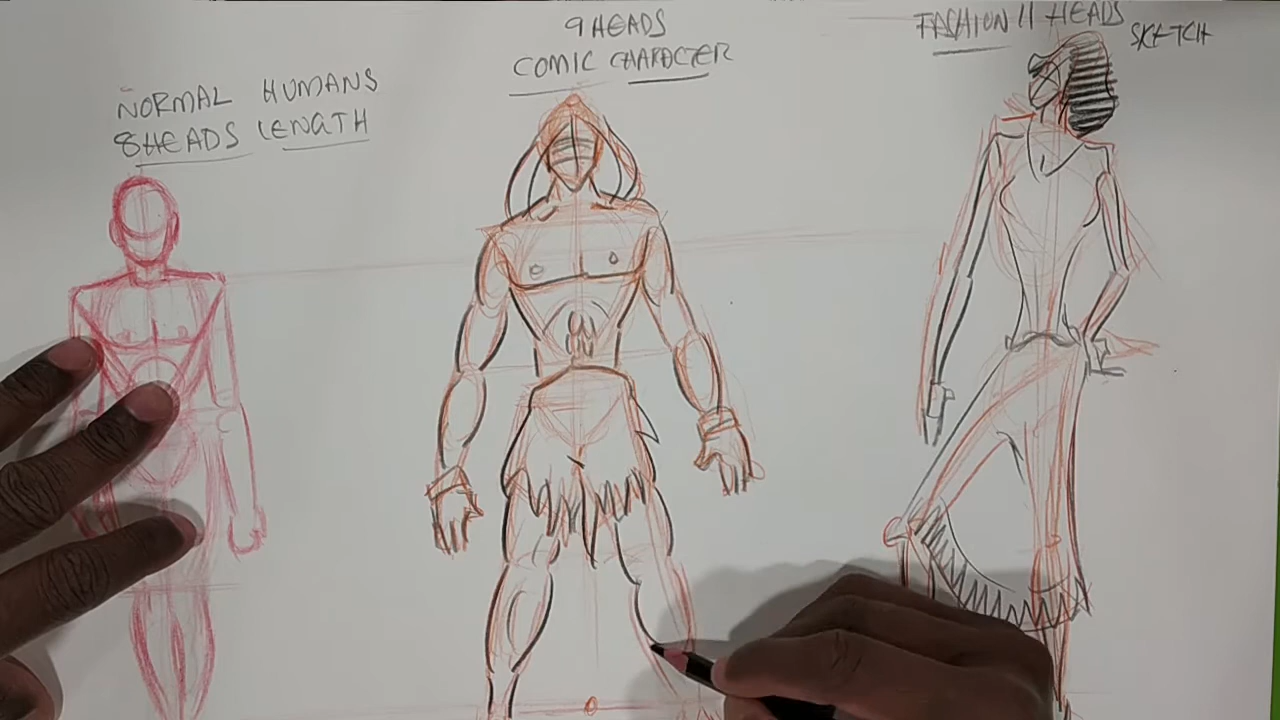 NORMAL HUMANS
8HEADS LENGTH
9 HEADS
COMIC CHARACTER
FASHION 11 HEADS
SKETCH